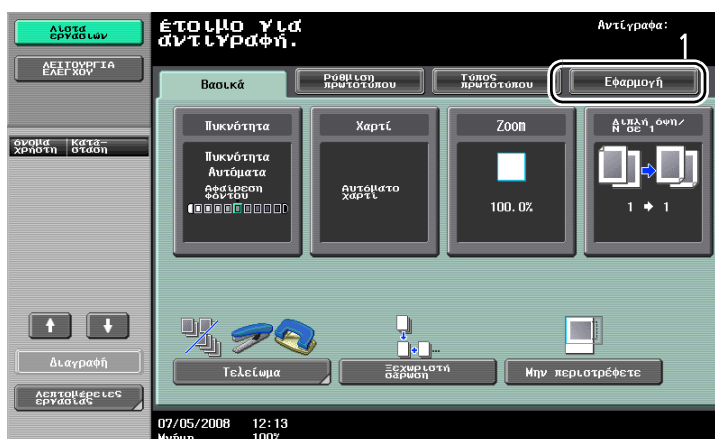 Λίστα
εργασιών
έτοιμο για
αντιγραφή.
Αντίγραφα:
1
ΛΕΙΤΟΥΡΓΙΑ
ΕΛΕΓΧΟΥ
Βασικά
Ρύθμιση
πρωτοτύπου
Τύπος
πρωτοτύπου
Εφαρμογή
όνομα
χρήστη
Κατά-
σταση
Πυκνότητα
Χαρτί
Zoom
Διπλή όψη/
N σε 1
Πυκνότητα
Αυτόματα
Αφαίρεση
φόντου
Αυτόματο
χαρτί
100.0%
1 → 1
Διαγραφή
Λεπτομέρειες
εργασίας
Τελείωμα
Ξεχωριστή
σάρωση
Μην περιστρέφετε
07/05/2008 12:13
Μνήμη 100%